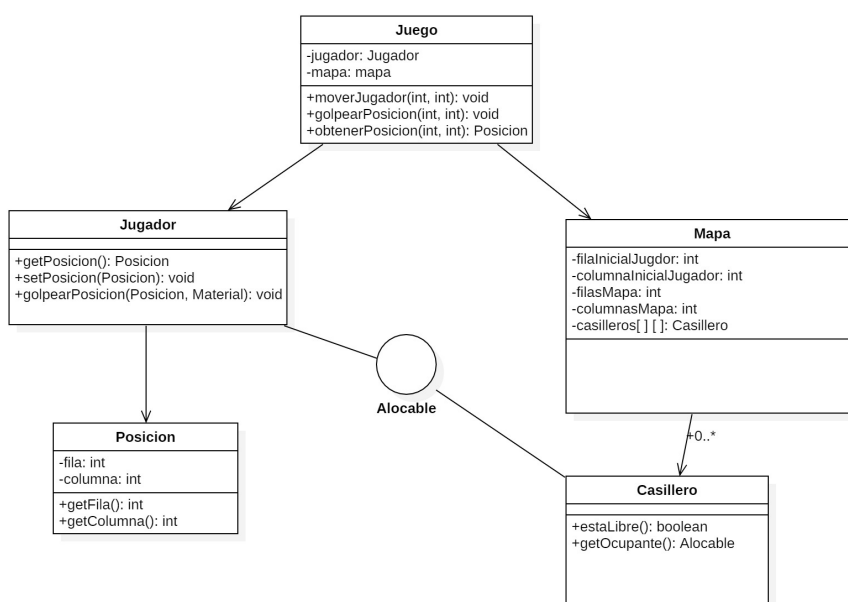 Juego
-jugador: Jugador
-mapa: mapa
+moverJugador(int, int): void
+golpearPosicion(int, int): void
+obtenerPosicion(int, int): Posicion
Jugador
+getPosicion(): Posicion
+setPosicion(Posicion): void
+golpearPosicion(Posicion, Material): void
Mapa
-filaInicialJugdor: int
-columnaInicialJugador: int
-filasMapa: int
-columnasMapa: int
-casilleros[ ] [ ]: Casillero
Alocable
Posicion
-fila: int
-columna: int
+getFila(): int
+getColumna(): int
+0..*
Casillero
+estaLibre(): boolean
+getOcupante(): Alocable